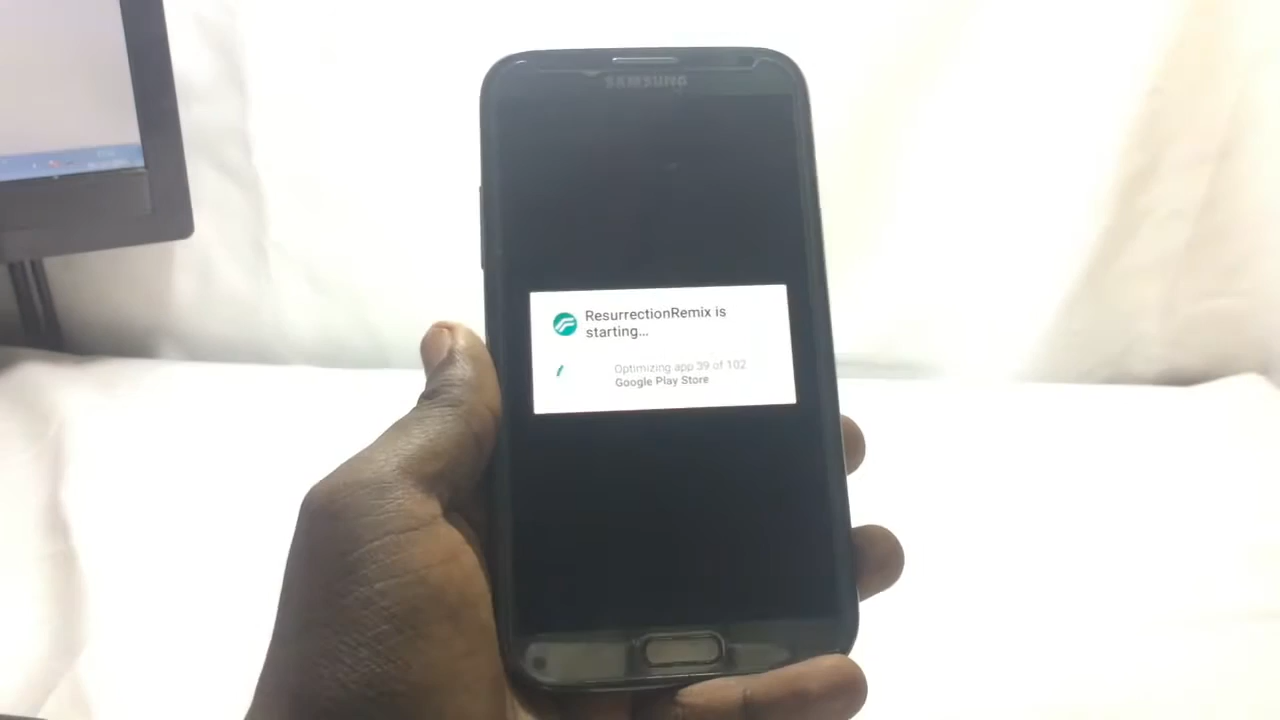 SAMSUNG
ResurrectionRemix is
starting...
Optimizing app 39 of 102
Google Play Store